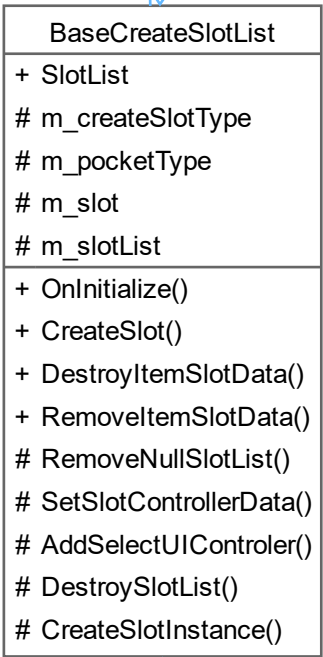 BaseCreateSlotList
+ SlotList
# m_createSlotType
# m_pocketType
# m_slot
# m_slotList
+ OnInitialize()
+ CreateSlot()
+ DestroyItemSlotData()
+ RemoveItemSlotData()
# RemoveNullSlotList()
# SetSlotControllerData()
# AddSelectUIControler()
# DestroySlotList()
# CreateSlotInstance()